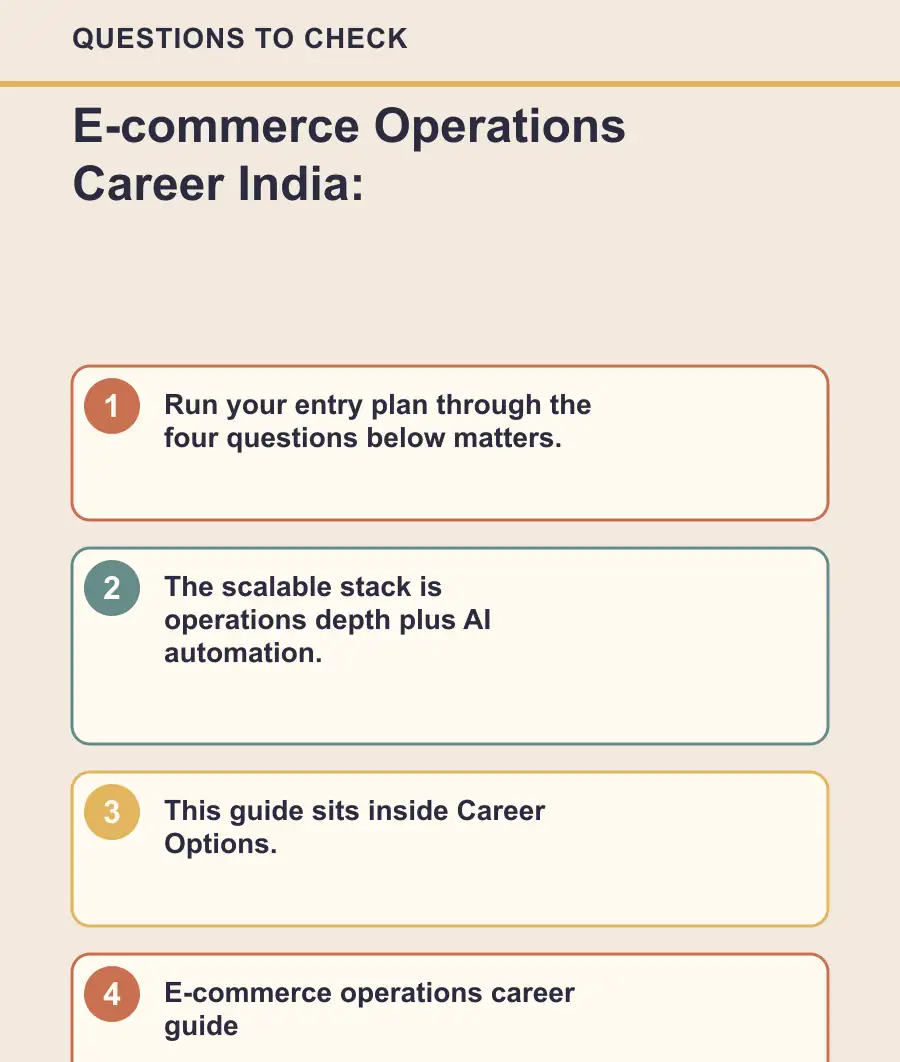 QUESTIONS TO CHECK
E-commerce Operations
Career India:
1
Run your entry plan through the
four questions below matters.
2
The scalable stack is
operations depth plus AI
automation.
3
This guide sits inside Career
Options.
4
E-commerce operations career
guide